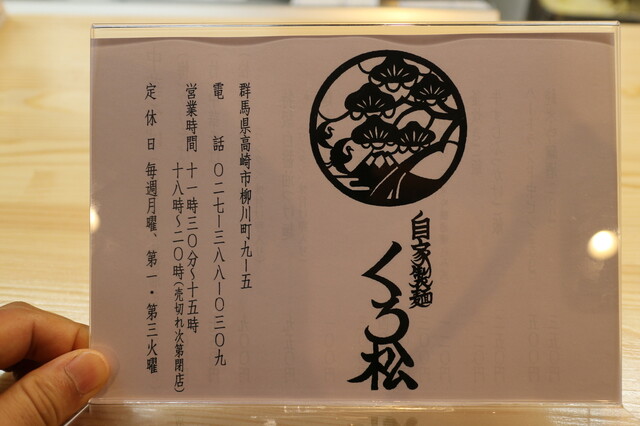 自家製麺
くろ松
群馬県高崎市柳川町九ー五
電話 〇二七ー三八八ー〇三〇九
営業時間 十一時三〇分～十五時
十八時～二〇時(売切れ次第閉店)
定休日 毎週月曜、第一・第三火曜